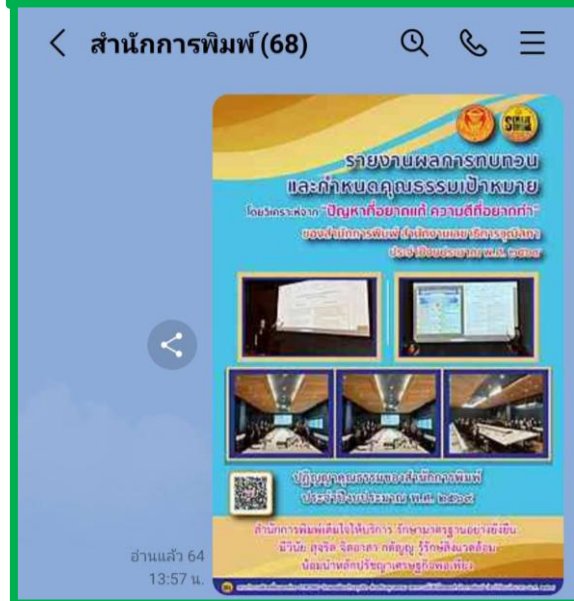 สำนักการพิมพ์ (68)
รายงานผลการทบทวน
และกำหนดคุณธรรมเป้าหมาย
โดยวิเคราะห์จาก "ปัญหาที่อยากแก้ ความดีที่อยากทำ"
ของสำนักการพิมพ์ สำนักงานเลขาธิการวุฒิสภา
ประจำปีงบประมาณ พ.ศ.
ปฏิญญาคุณธรรมของสำนักการพิมพ์
ประจำปีงบประมาณ พ.ศ.
สำนักการพิมพ์เต็มใจให้บริการ รักษามาตรฐานอย่างยั่งยืน
มีวินัย สุจริต จิตอาสา กตัญญู รู้รักษ์สิ่งแวดล้อม
น้อมนำหลักปรัชญาเศรษฐกิจพอเพียง
อ่านแล้ว 64
13:57 น.